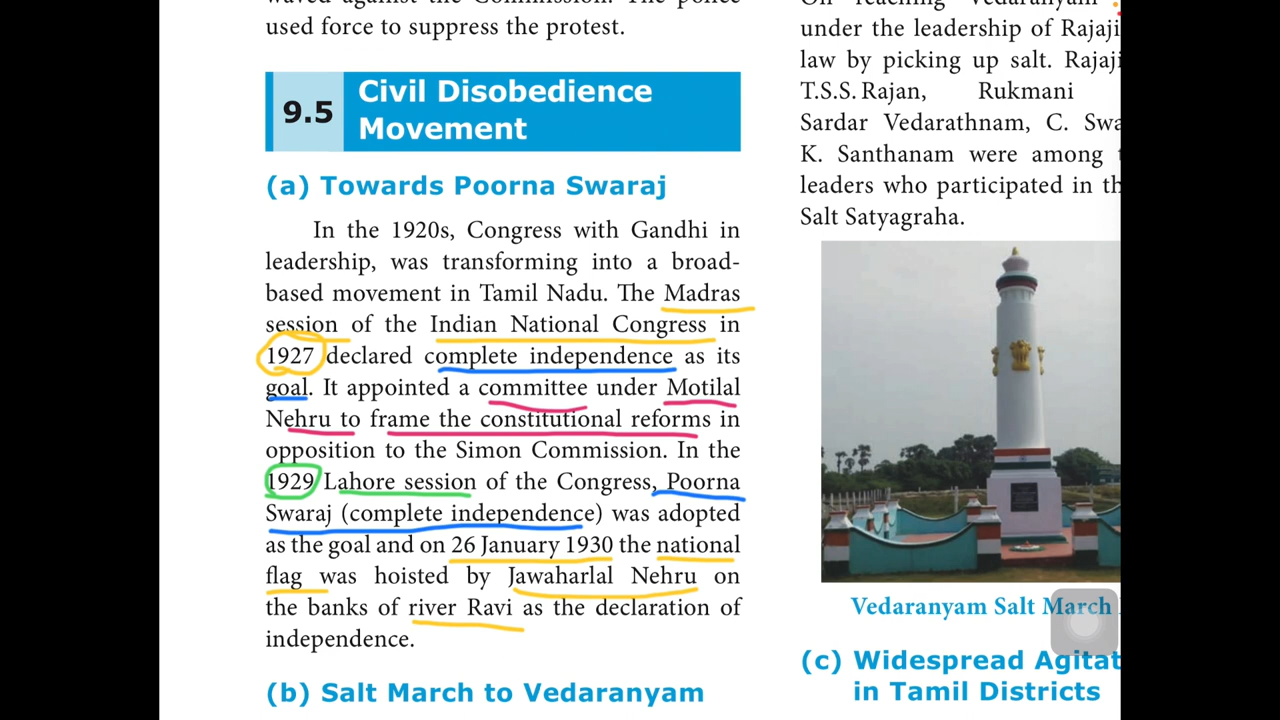 used force to suppress the protest.
9.5
Civil Disobedience
Movement
(a) Towards Poorna Swaraj
In the 1920s, Congress with Gandhi in
leadership, was transforming into a broad-
based movement in Tamil Nadu. The Madras
session of the Indian National Congress in
1927 declared complete independence as its
goal. It appointed a committee under Motilal
Nehru to frame the constitutional reforms in
opposition to the Simon Commission. In the
1929 Lahore session of the Congress, Poorna
Swaraj (complete independence) was adopted
as the goal and on 26 January 1930 the national
flag was hoisted by Jawaharlal Nehru on
the banks of river Ravi as the declaration of
independence.
(b) Salt March to Vedaranyam
under the leadership of Rajaji
law by picking up salt. Rajaji
T.S.S. Rajan, Rukmani
Sardar Vedarathnam, C. Swa
K. Santhanam were among
leaders who participated in th
Salt Satyagraha.
Vedaranyam Salt March
(c) Widespread Agitat
in Tamil Districts